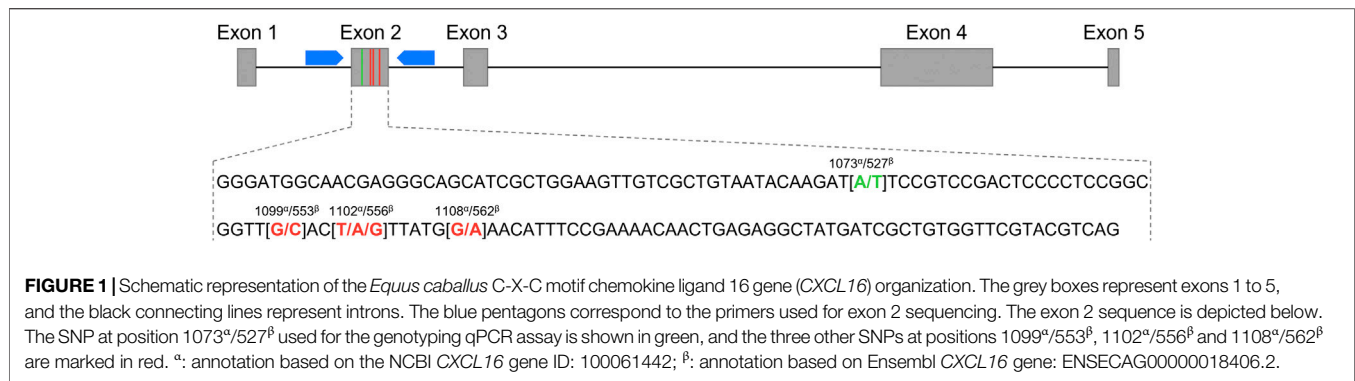 Exon 1 Exon 2 Exon 3 Exon 4 Exon 5
1073α/527β
GGGATGGCAACGAGGGCAGCATCGCTGGAAGTTGTCGCTGTAATACAAGAT[A/T]TCCGTCCGACTCCCCTCCGGC
1099α/553β 1102α/556β 1108α/562β
GGTT[G/C]AC[T/A/G]TTATG[G/A]AACATTTCCGAAAACAACTGAGAGGCTATGATCGCTGTGGTTCGTACGTCAG
FIGURE 1 | Schematic representation of the Equus caballus C-X-C motif chemokine ligand 16 gene (CXCL16) organization. The grey boxes represent exons 1 to 5,
and the black connecting lines represent introns. The blue pentagons correspond to the primers used for exon 2 sequencing. The exon 2 sequence is depicted below.
The SNP at position 1073α/527β used for the genotyping qPCR assay is shown in green, and the three other SNPs at positions 1099α/553β, 1102α/556β and 1108α/562β
are marked in red. α: annotation based on the NCBI CXCL16 gene ID: 100061442; β: annotation based on Ensembl CXCL16 gene: ENSECAG00000018406.2.